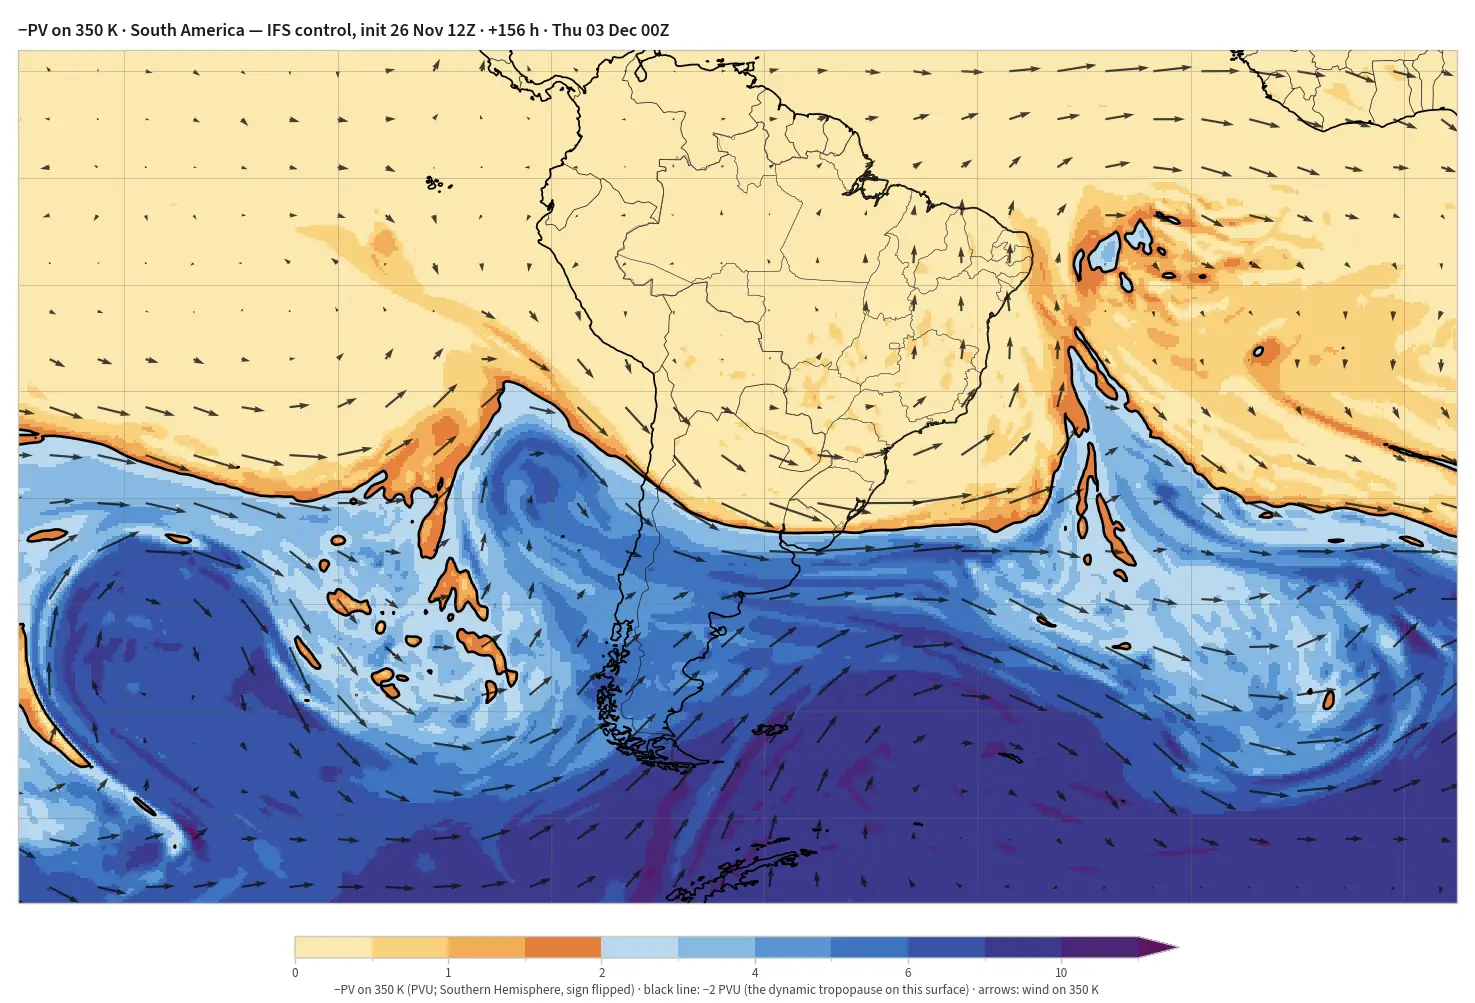 −PV on 350 K · South America — IFS control, init 26 Nov 12Z · +156 h · Thu 03 Dec 00Z
0 1 2 4 6 10
−PV on 350 K (PVU; Southern Hemisphere, sign flipped) · black line: −2 PVU (the dynamic tropopause on this surface) · arrows: wind on 350 K